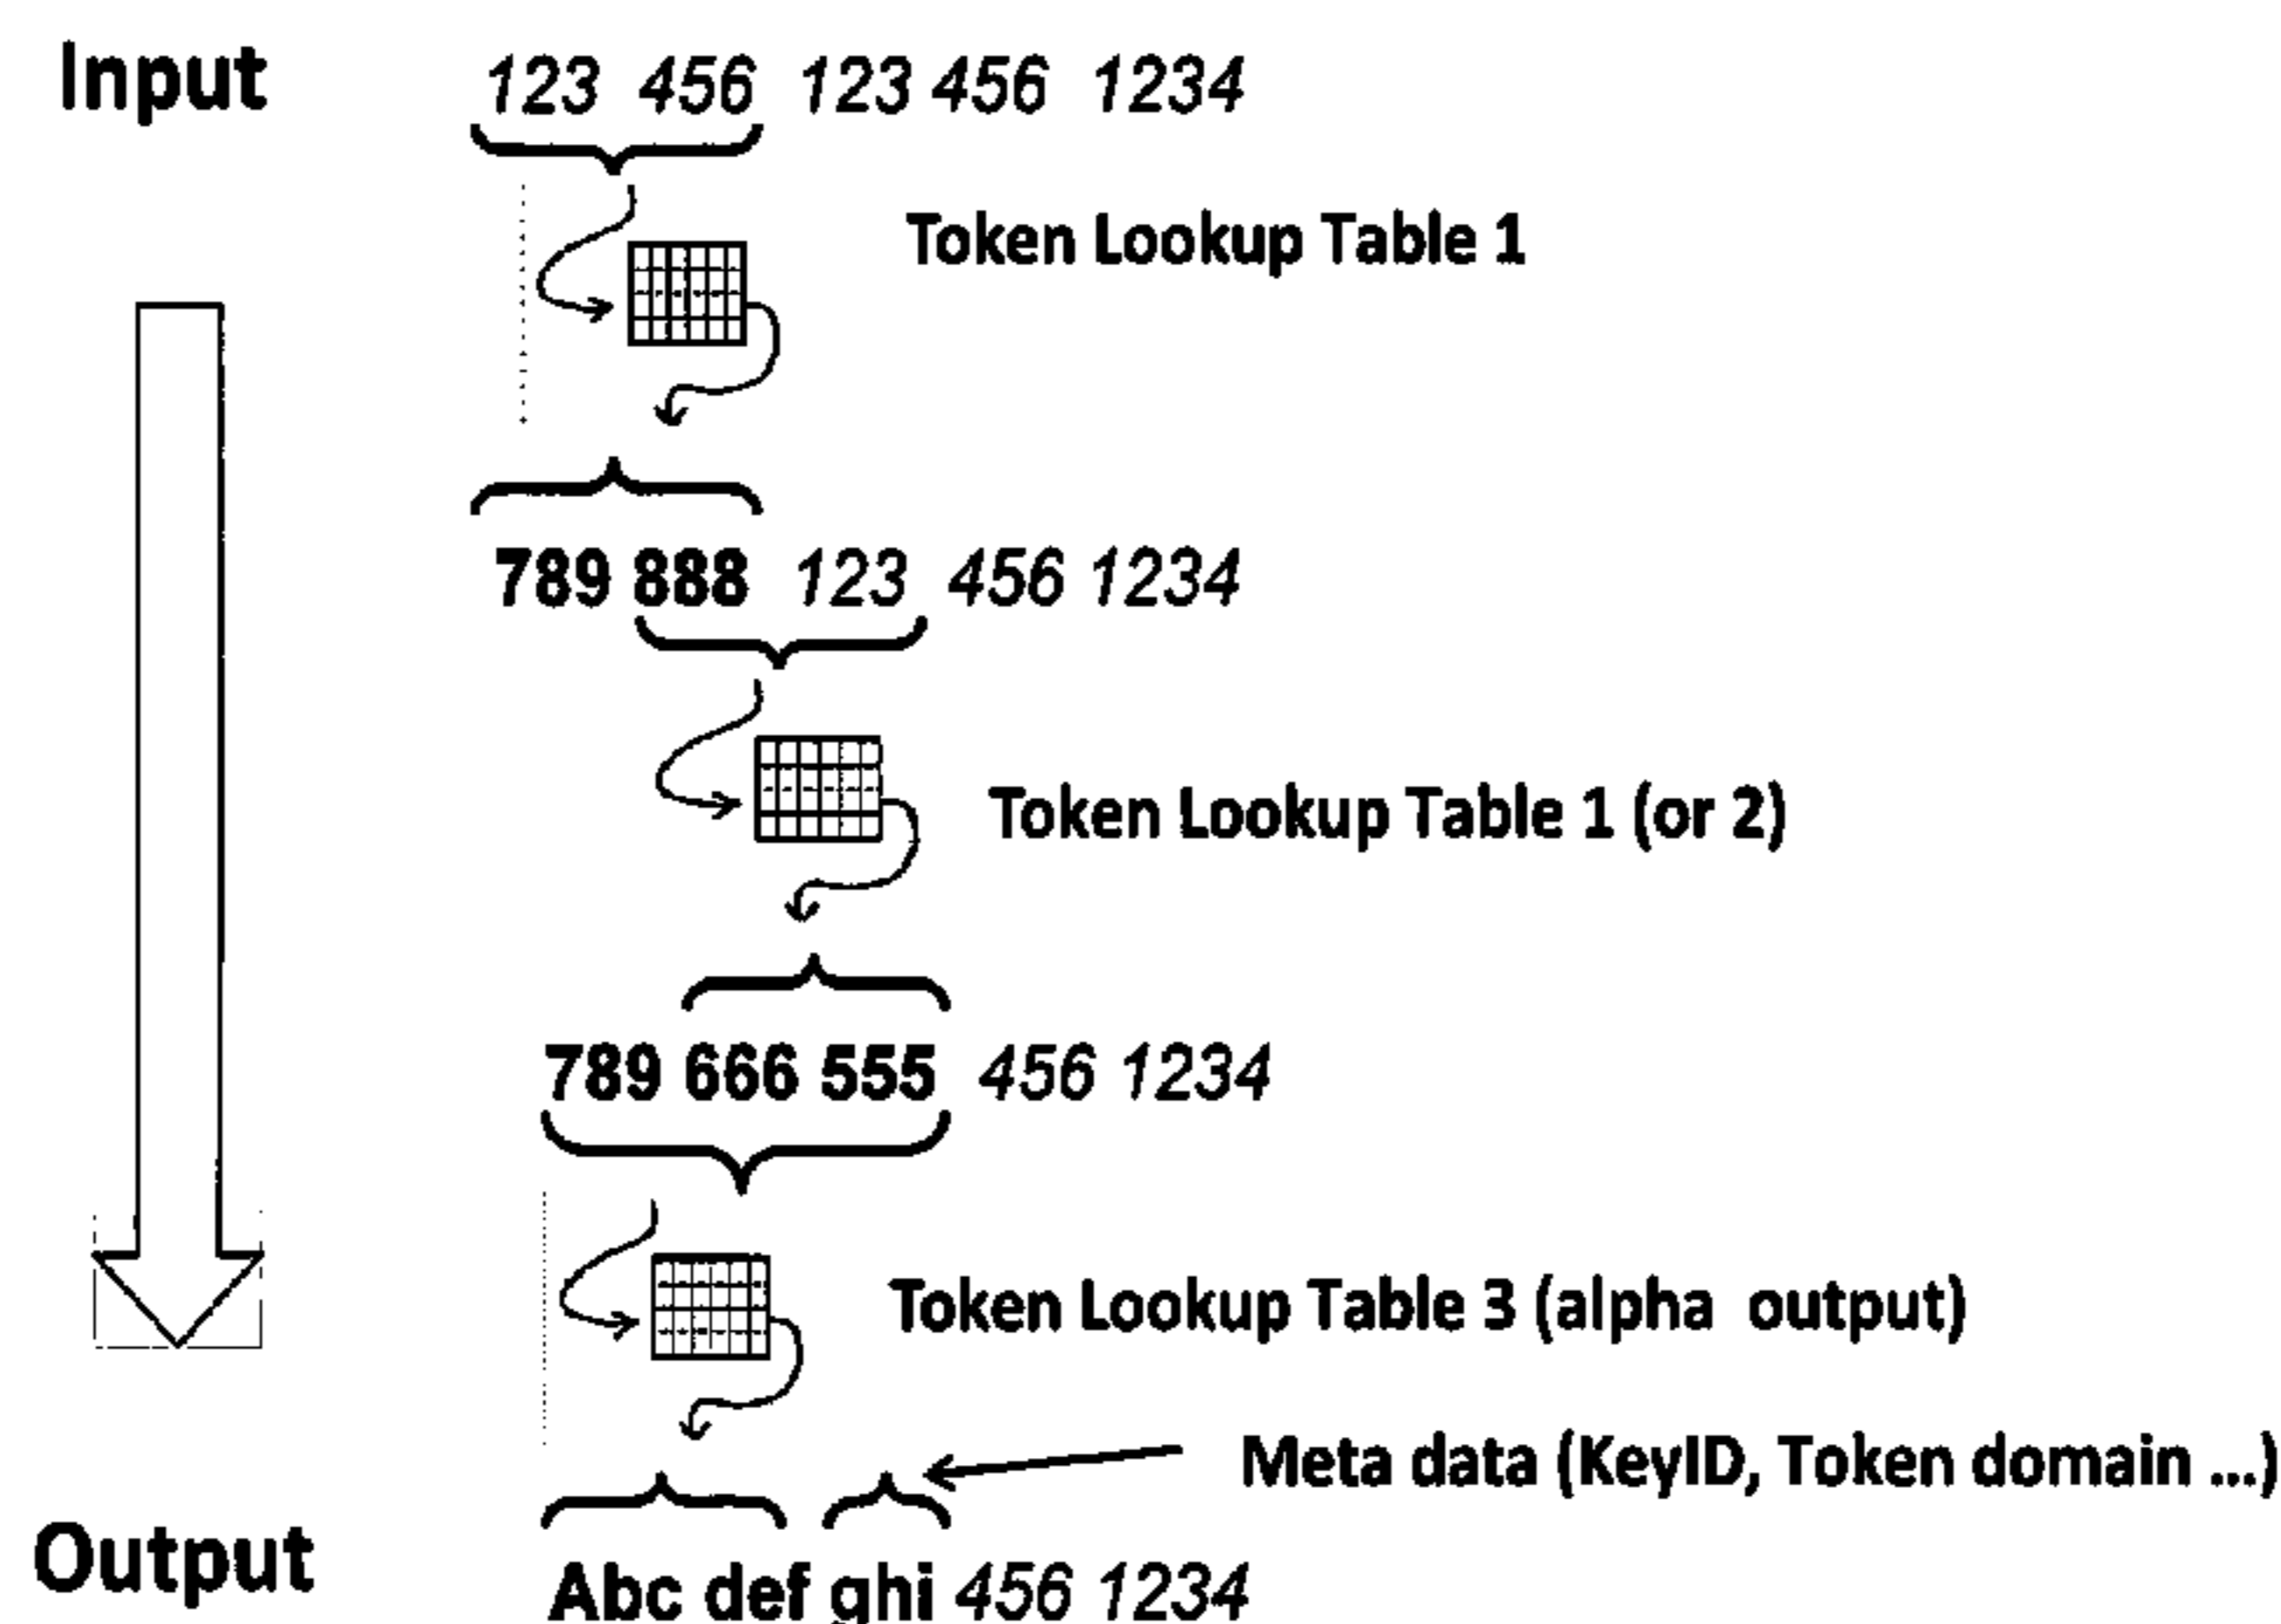 Input 123 456 123 456 1234
Token Lookup Table 1
789 888 123 456 1234
Token Lookup Table 1 (or 2)
789 666 555 456 1234
Token Lookup Table 3 (alpha output)
Meta data (KeyID, Token domain ...)
Output Abc def ghi 456 1234